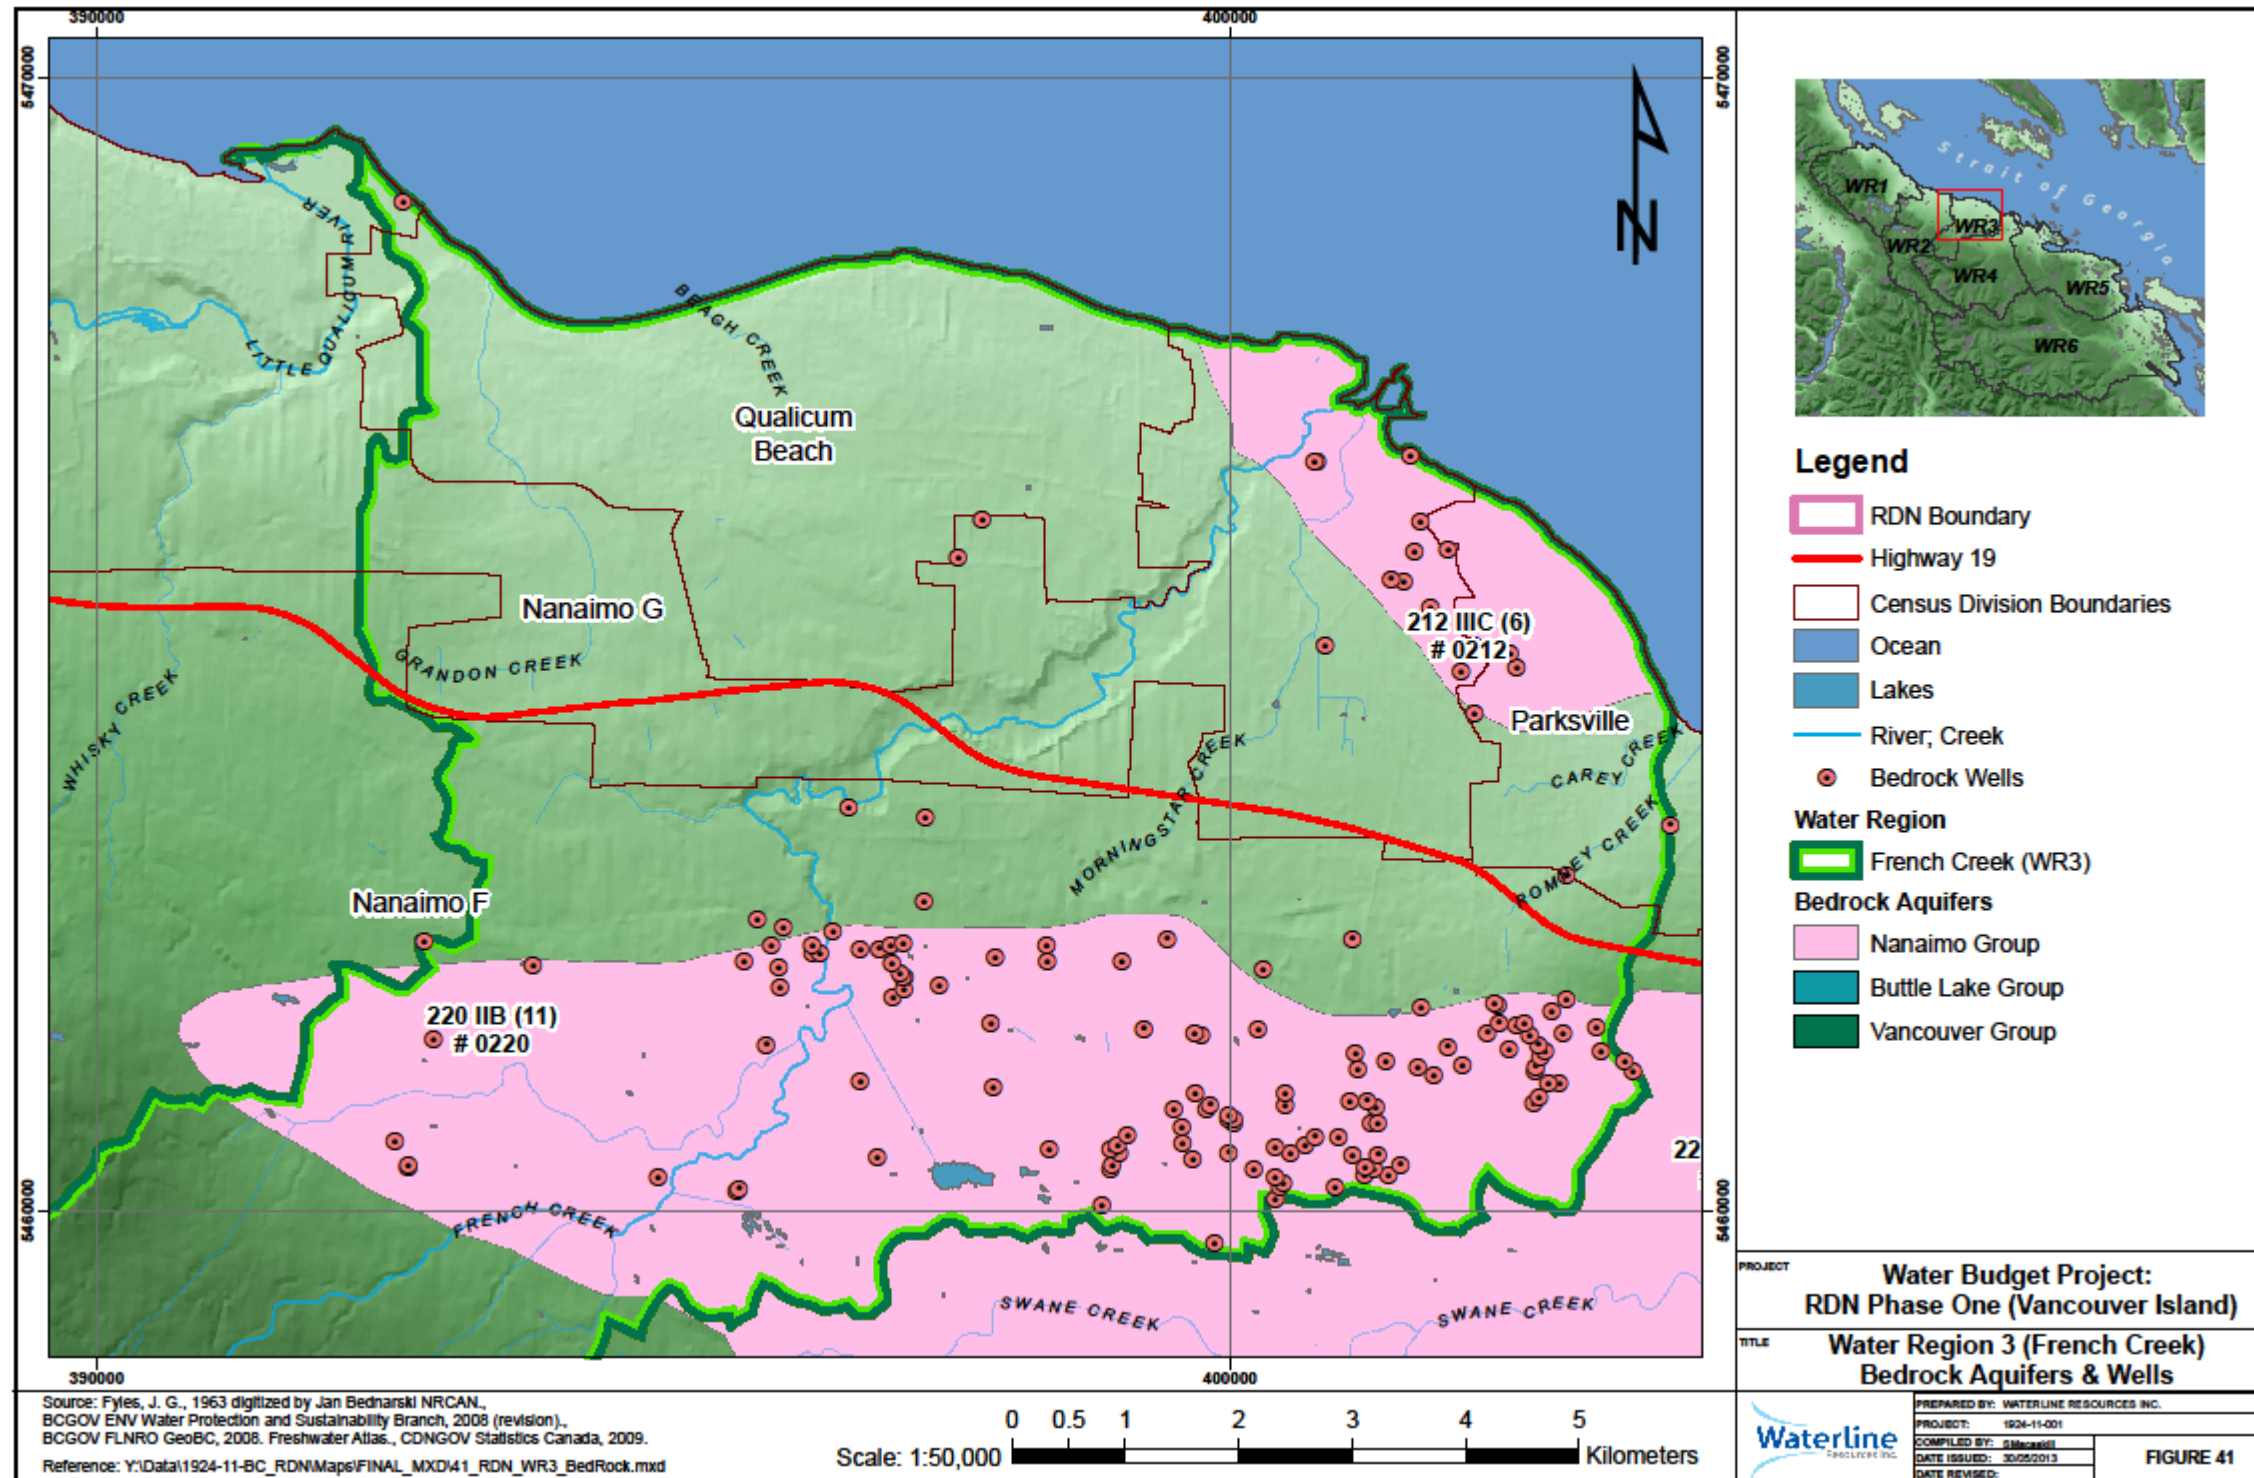 390000
400000
5470000
5470000
LITTLE QUALICUM RIVER
BEACH CREEK
Qualicum
Beach
Nanaimo G
GRANDON CREEK
WHISKY CREEK
212 IIIC (6)
# 0212
Parksville
CAREY CREEK
ROMNEY CREEK
MORNINGSTAR CREEK
Nanaimo F
220 IIB (11)
# 0220
22
FRENCH CREEK
SWANE CREEK
SWANE CREEK
5460000
5460000
390000
400000
N
Strait of Georgia
WR1
WR2
WR3
WR4
WR5
WR6
Legend
RDN Boundary
Highway 19
Census Division Boundaries
Ocean
Lakes
River; Creek
Bedrock Wells
Water Region
French Creek (WR3)
Bedrock Aquifers
Nanaimo Group
Buttle Lake Group
Vancouver Group
PROJECT
Water Budget Project:
RDN Phase One (Vancouver Island)
TITLE
Water Region 3 (French Creek)
Bedrock Aquifers & Wells
Source: Fyles, J. G., 1963 digitized by Jan Bednarski NRCAN.,
BCGOV ENV Water Protection and Sustainability Branch, 2008 (revision).,
BCGOV FLNRO GeoBC, 2008. Freshwater Atlas., CDNGOV Statistics Canada, 2009.
Reference: Y:\Data\1924-11-BC_RDN\Maps\FINAL_MXD\41_RDN_WR3_BedRock.mxd
Scale: 1:50,000
0 0.5 1 2 3 4 5
Kilometers
Waterline
Resources Inc.
PREPARED BY: WATERLINE RESOURCES INC.
PROJECT: 1924-11-001
COMPILED BY: SMacaskill
DATE ISSUED: 30/05/2013
DATE REVISED:
FIGURE 41